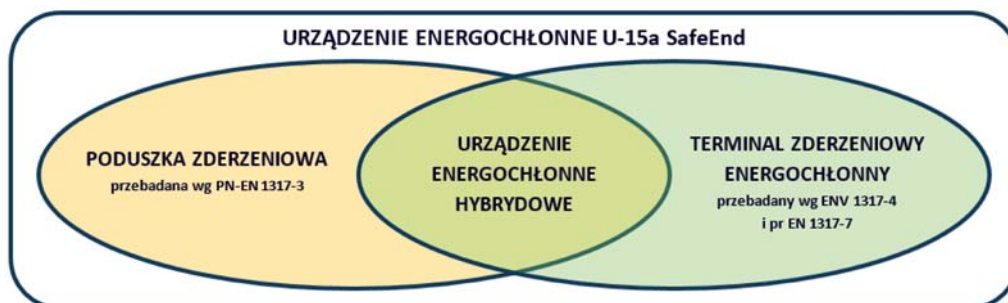 URZĄDZENIE ENERGOCHŁONNE U-15a SafeEnd
PODUSZKA ZDERZENIOWA
przebadana wg PN-EN 1317-3
URZĄDZENIE
ENERGOCHŁONNE
HYBRYDOWE
TERMINAL ZDERZENIOWY
ENERGOCHŁONNY
przebadany wg ENV 1317-4
i pr EN 1317-7